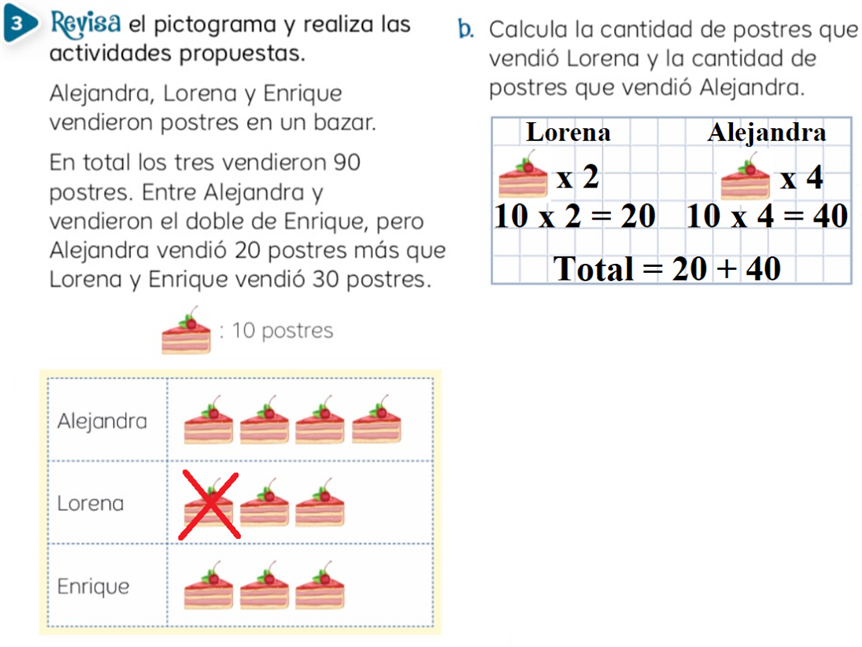 3 Revisa el pictograma y realiza las
actividades propuestas.
Alejandra, Lorena y Enrique
vendieron postres en un bazar.
En total los tres vendieron 90
postres. Entre Alejandra y
vendieron el doble de Enrique, pero
Alejandra vendió 20 postres más que
Lorena y Enrique vendió 30 postres.
: 10 postres
Alejandra
Lorena
Enrique
b. Calcula la cantidad de postres que
vendió Lorena y la cantidad de
postres que vendió Alejandra.
Lorena Alejandra
x 2 x 4
10 x 2 = 20 10 x 4 = 40
Total = 20 + 40